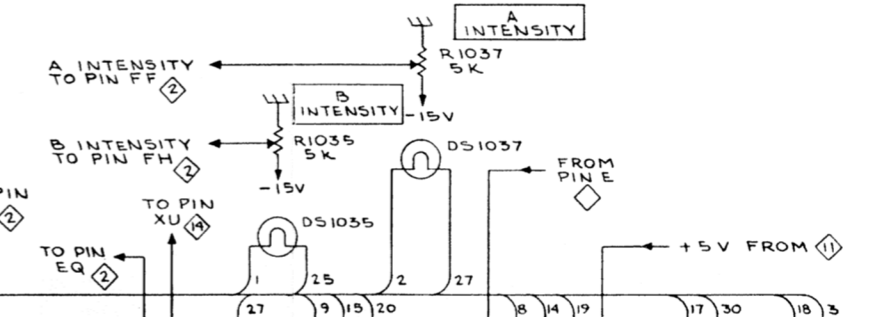 A
INTENSITY
R1037
5K
A INTENSITY
TO PIN FF 2
-15V
B
INTENSITY
R1035
5K
B INTENSITY
TO PIN FH 2
-15V
DS1037
FROM
PIN E
PIN
2
TO PIN
XU 14
DS1035
TO PIN
EQ 2
+5V FROM 11
1 25 2 27
27 9 15 20 8 14 19 17 30 18 3